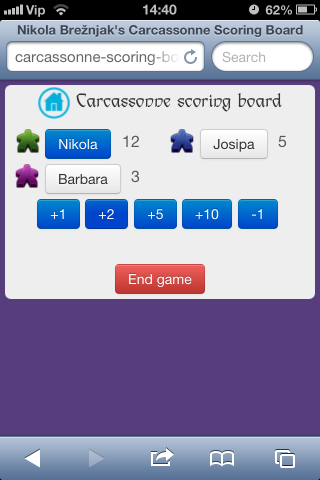 Vip 14:40 62%
Nikola Brežnjak's Carcassonne Scoring Board
carcassonne-scoring-bo Search
Carcassonne scoring board
Nikola 12 Josipa 5
Barbara 3
+1 +2 +5 +10 -1
End game